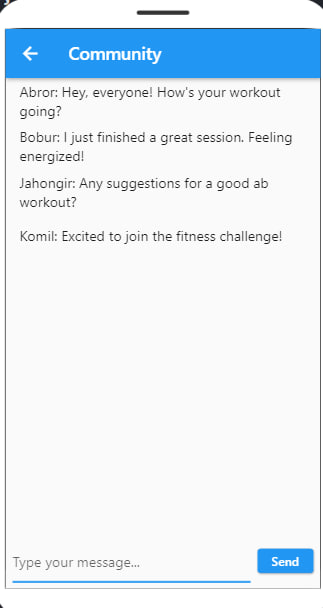 Community
Abror: Hey, everyone! How's your workout
going?
Bobur: I just finished a great session. Feeling
energized!
Jahongir: Any suggestions for a good ab
workout?
Komil: Excited to join the fitness challenge!
Type your message...
Send